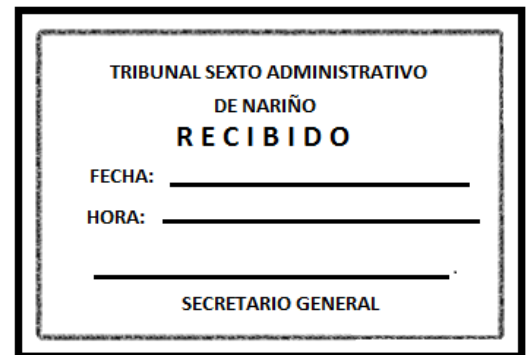 TRIBUNAL SEXTO ADMINISTRATIVO
DE NARIÑO
RECIBIDO
FECHA:
HORA:
SECRETARIO GENERAL